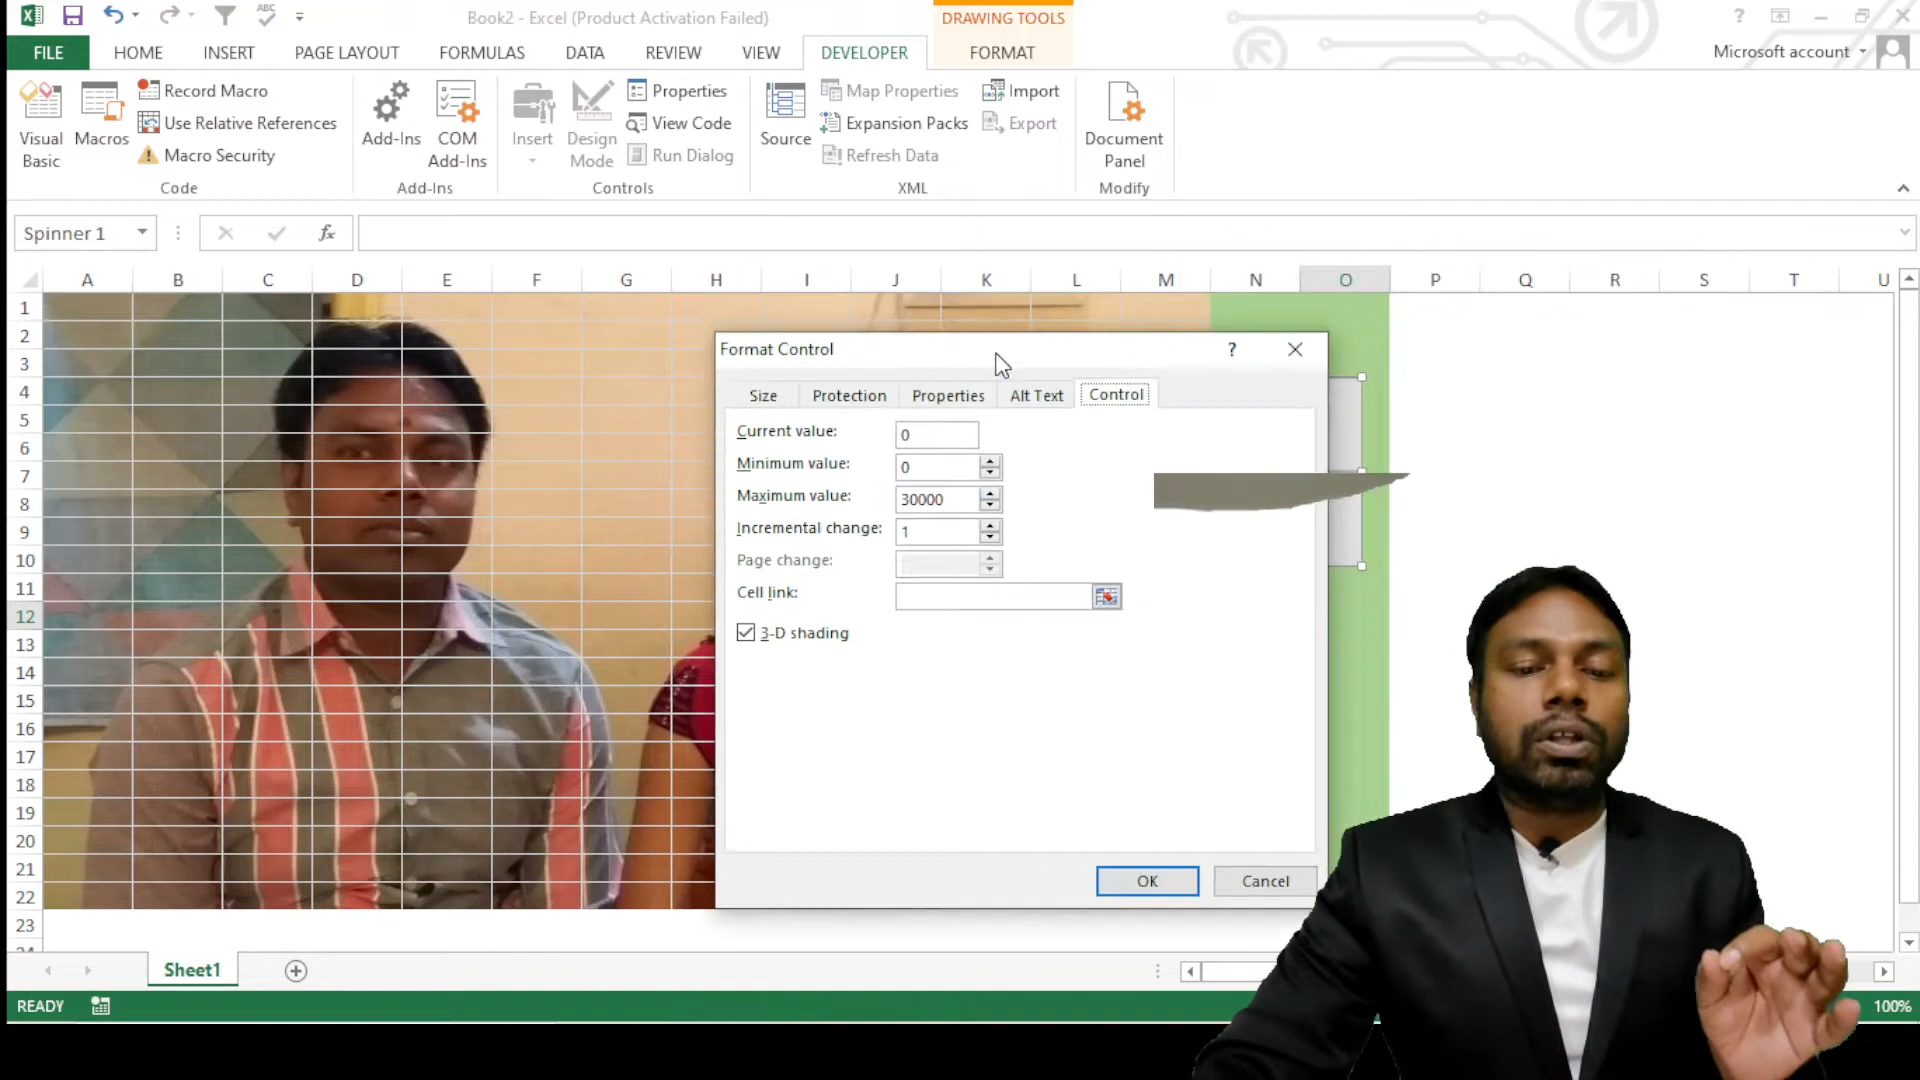 Book2 - Excel (Product Activation Failed)
DRAWING TOOLS
FILE HOME INSERT PAGE LAYOUT FORMULAS DATA REVIEW VIEW DEVELOPER FORMAT
Microsoft account
Visual Basic
Macros
Record Macro
Use Relative References
Macro Security
Code
Add-Ins
COM Add-Ins
Add-Ins
Insert
Design Mode
Properties
View Code
Run Dialog
Controls
Source
Map Properties
Expansion Packs
Refresh Data
Import
Export
XML
Document Panel
Modify
Spinner 1
fx
A B C D E F G H I J K L M N O P Q R S T U
1
2
3
4
5
6
7
8
9
10
11
12
13
14
15
16
17
18
19
20
21
22
23
Format Control
?
Size Protection Properties Alt Text Control
Current value: 0
Minimum value: 0
Maximum value: 30000
Incremental change: 1
Page change:
Cell link:
3-D shading
OK Cancel
Sheet1
READY
100%